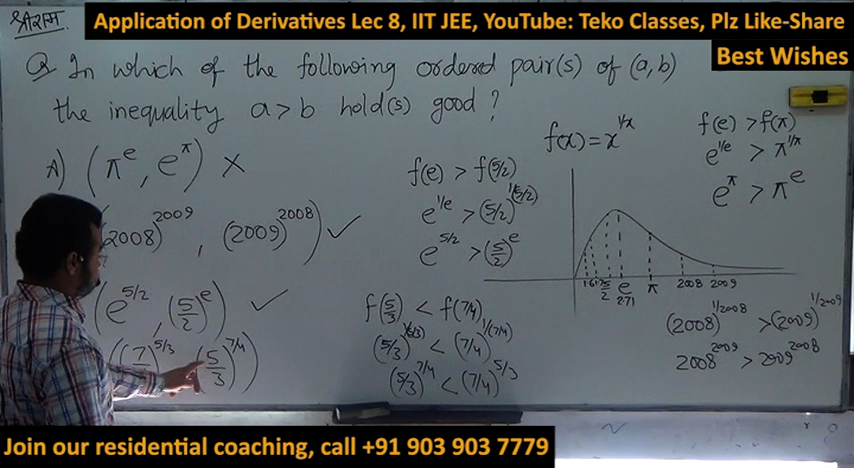 श्रीराम
Application of Derivatives Lec 8, IIT JEE, YouTube: Teko Classes, Plz Like-Share
Best Wishes
Q In which of the following ordered pair(s) of (a,b)
the inequality a > b hold(s) good ?
A) (π^e, e^π) ×
(2008)^2009, (2009)^2008) ✓
(e^5/2, (5/2)^e) ✓
((7/)^5/3 (5/3)^7/4)
f(e) > f(5/2)
e^1/e > (5/2)^1/(5/2)
e^5/2 > (5/2)^e
f(5/3) < f(7/4)
(5/3)^1/(5/3) < (7/4)^1/(7/4)
(5/3)^7/4 < (7/4)^5/3
f(x) = x^1/x
5/2
e
2.71
π
2008
2009
f(e) > f(π)
e^1/e > π^1/π
e^π > π^e
(2008)^1/2008 > (2009)^1/2009
2008^2009 > 2009^2008
Join our residential coaching, call +91 903 903 7779